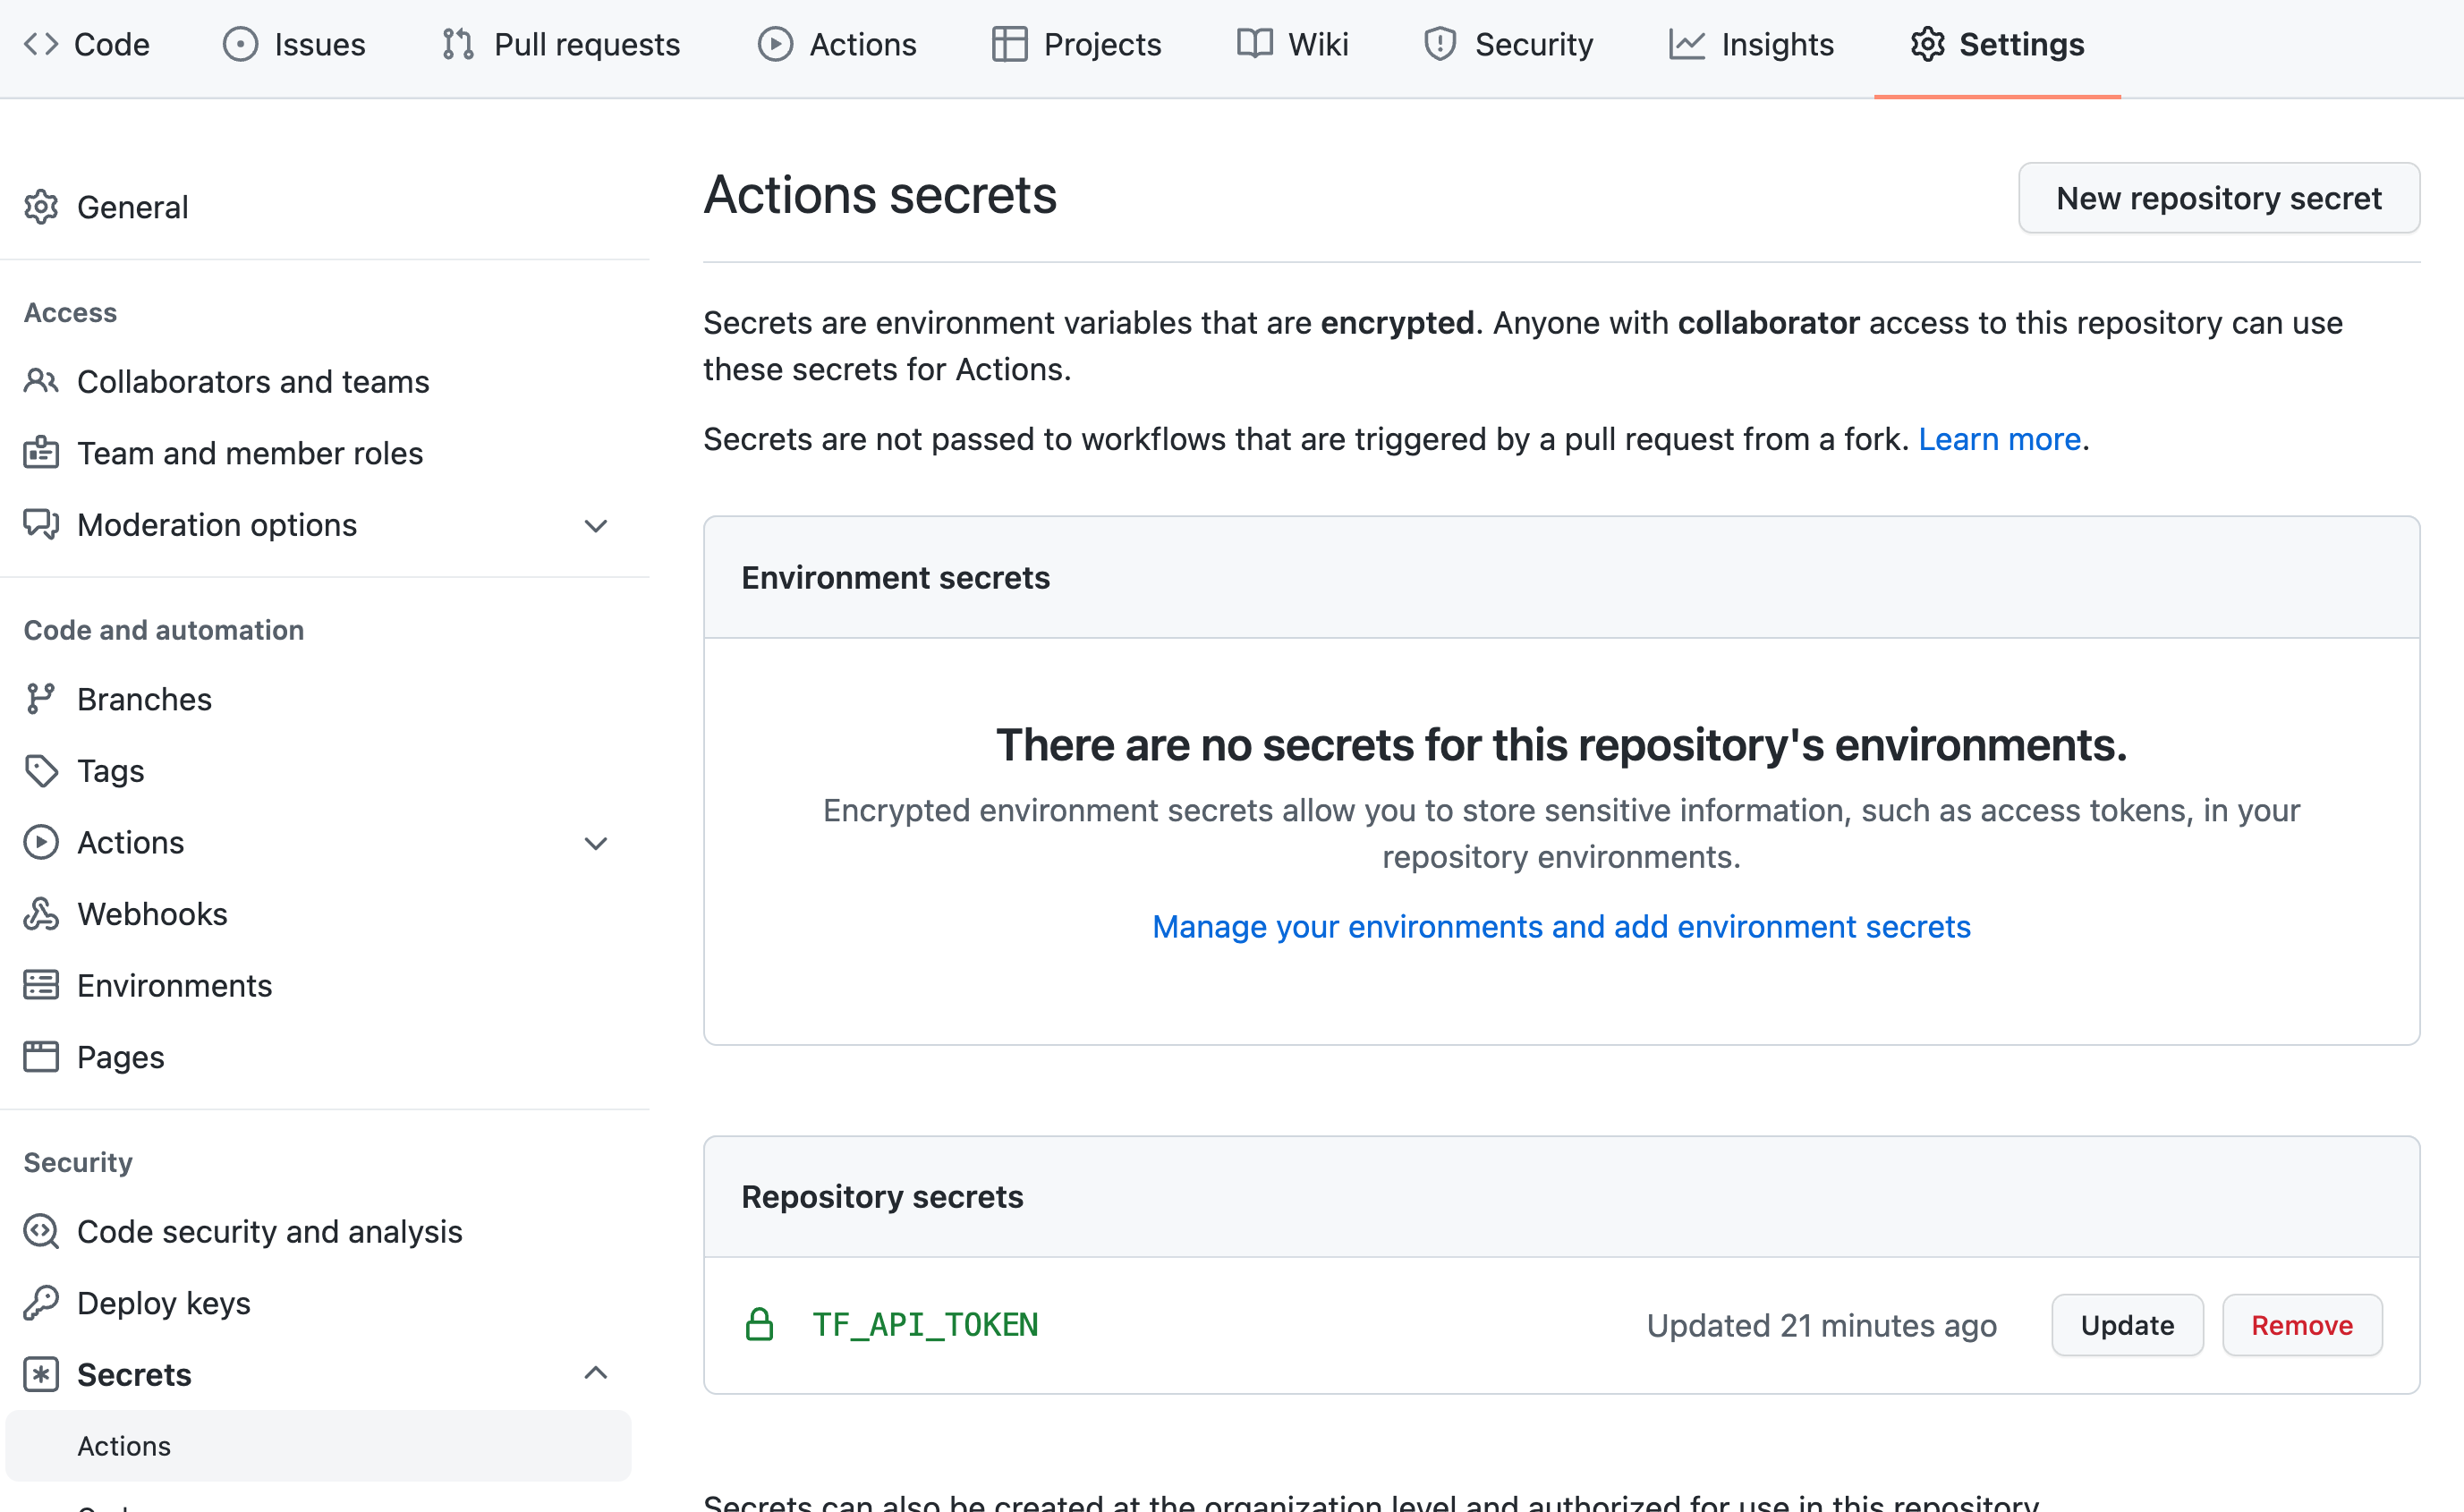 Code
Issues
Pull requests
Actions
Projects
Wiki
Security
Insights
Settings
General
Access
Collaborators and teams
Team and member roles
Moderation options
Code and automation
Branches
Tags
Actions
Webhooks
Environments
Pages
Security
Code security and analysis
Deploy keys
Secrets
Actions
Actions secrets
New repository secret
Secrets are environment variables that are encrypted. Anyone with collaborator access to this repository can use
these secrets for Actions.
Secrets are not passed to workflows that are triggered by a pull request from a fork. Learn more.
Environment secrets
There are no secrets for this repository's environments.
Encrypted environment secrets allow you to store sensitive information, such as access tokens, in your
repository environments.
Manage your environments and add environment secrets
Repository secrets
TF_API_TOKEN
Updated 21 minutes ago
Update
Remove
Secrets can also be created at the organization level and authorized for use in this repository.